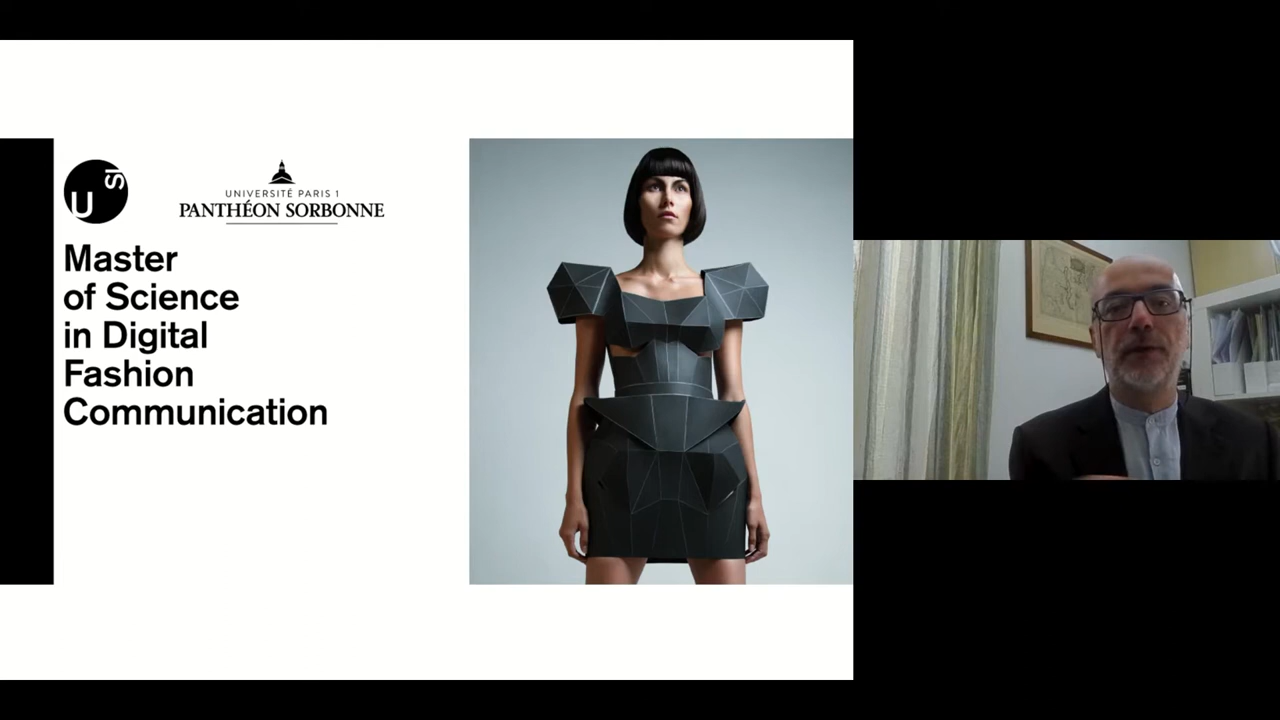 USI
UNIVERSITÉ PARIS 1
PANTHÉON SORBONNE
Master
of Science
in Digital
Fashion
Communication